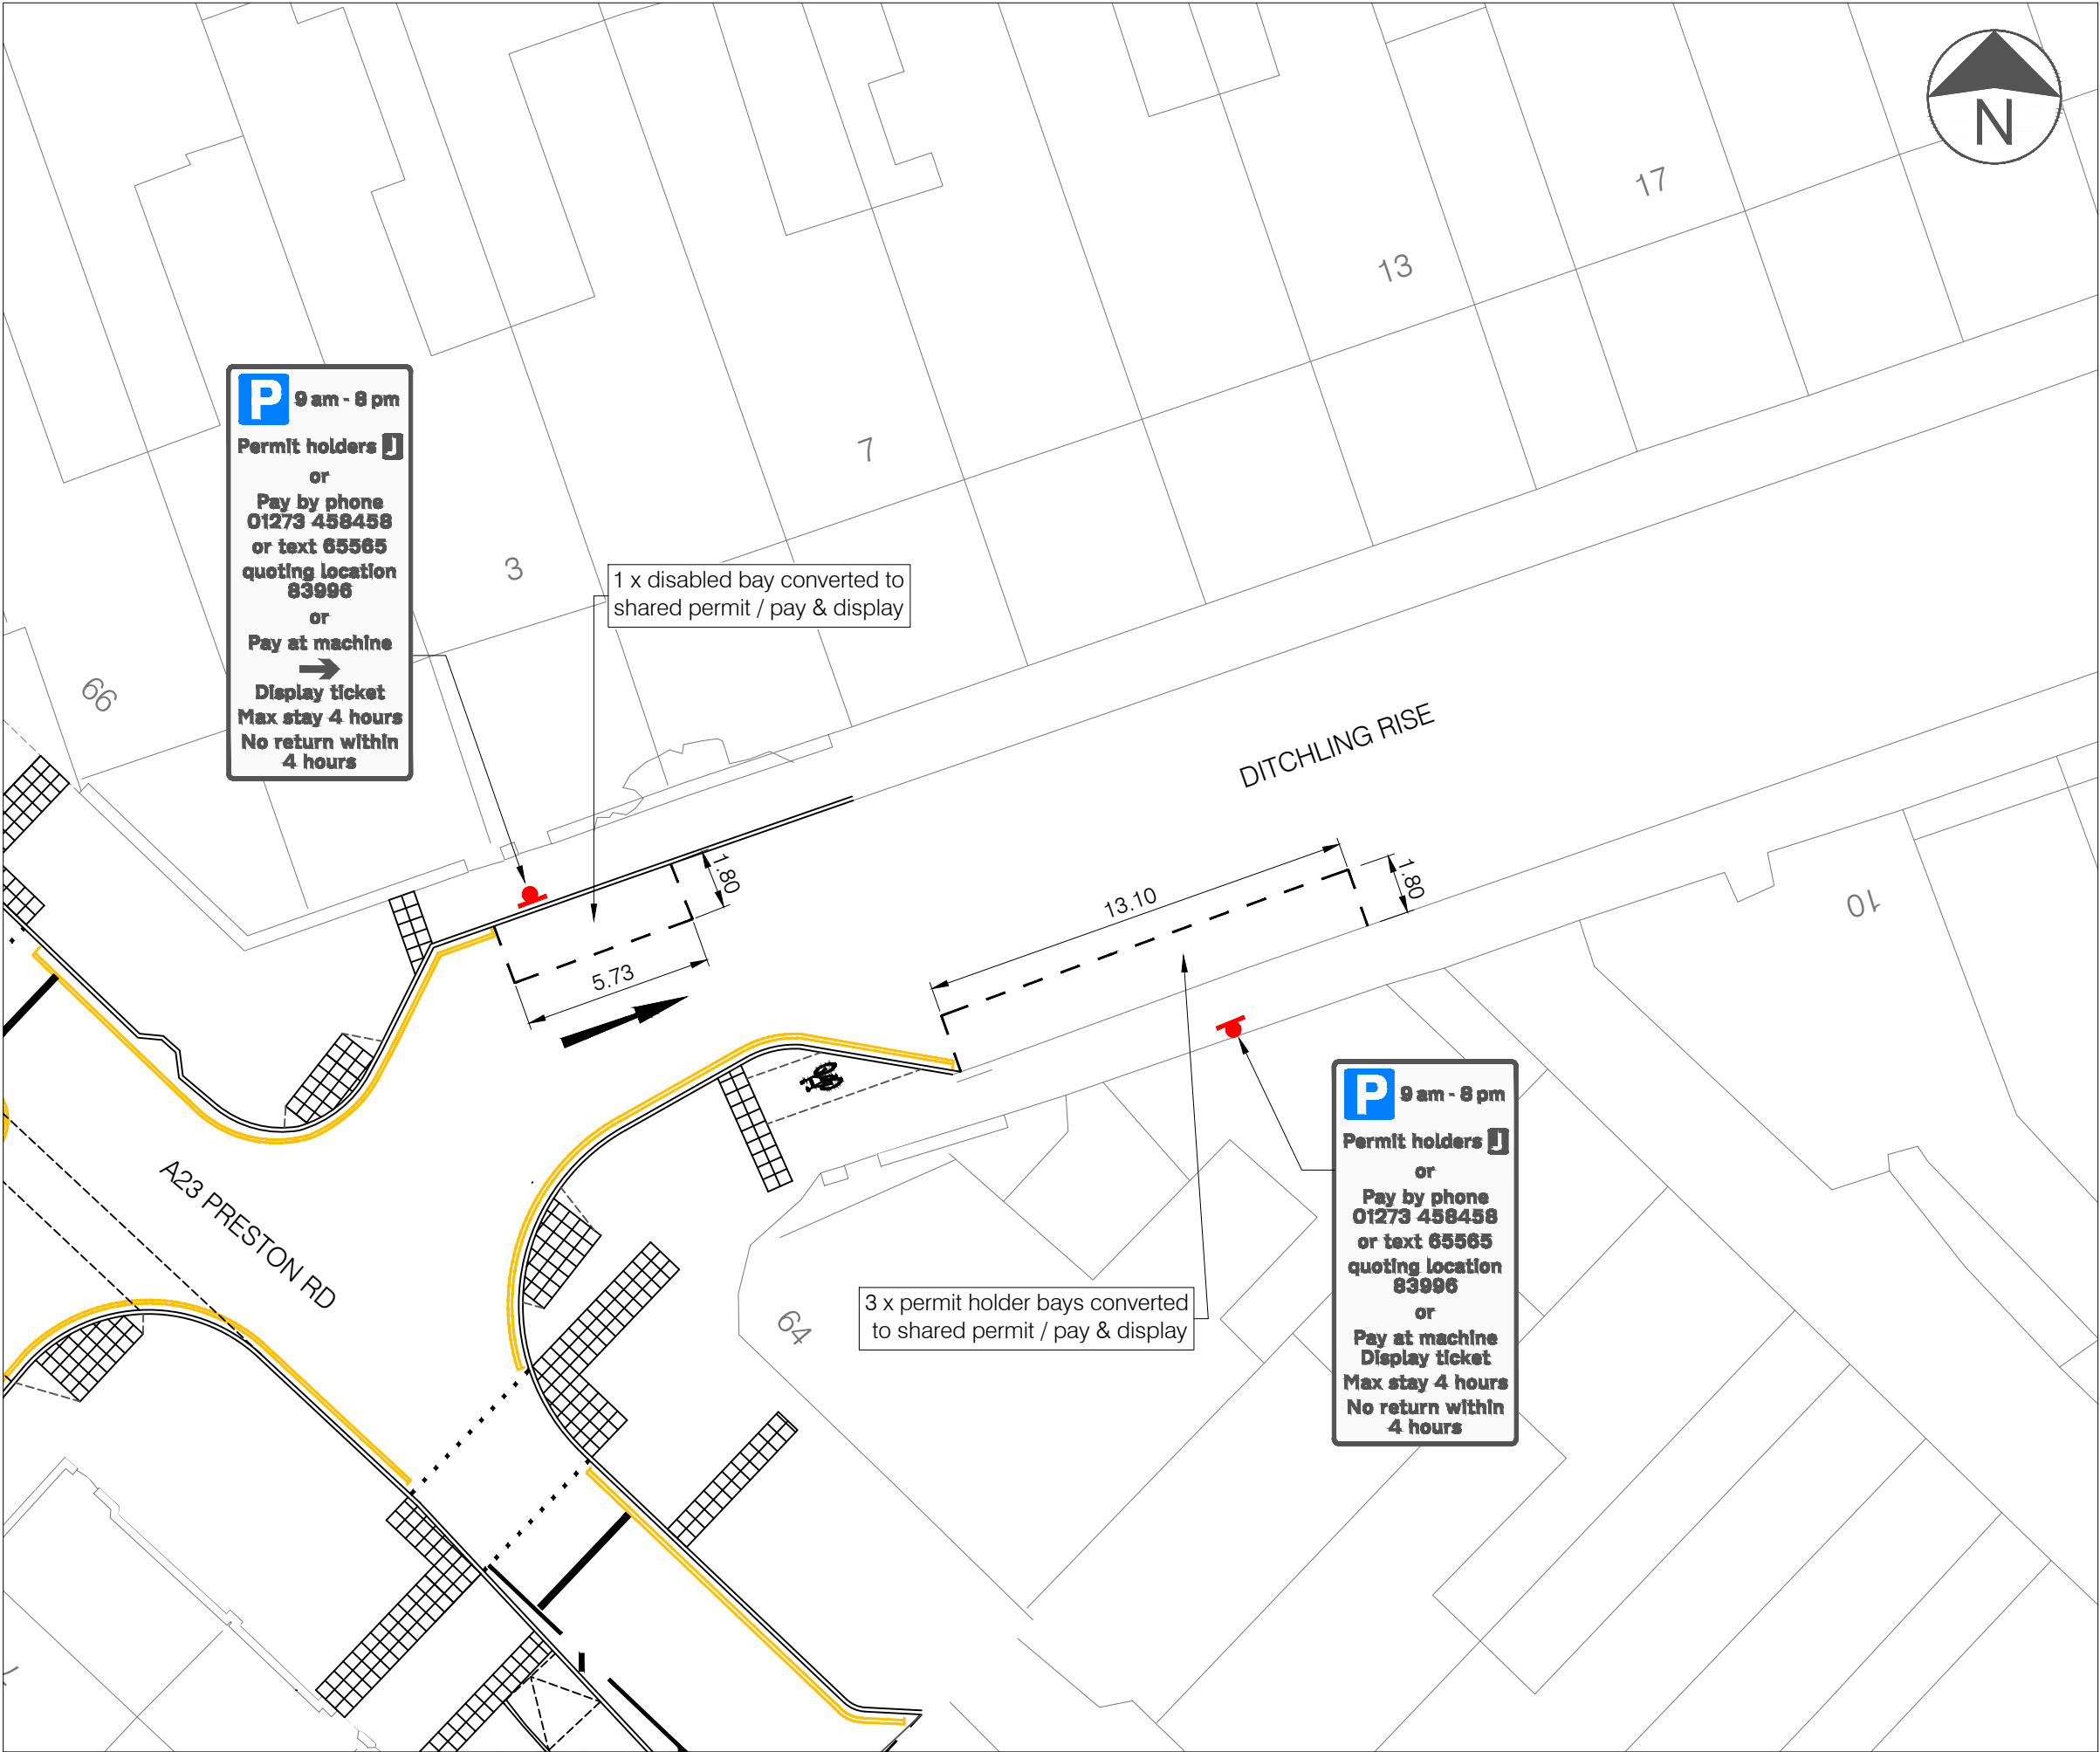 N
17
13
7
3
66
P 9 am - 8 pm
Permit holders J
or
Pay by phone
01273 458458
or text 65565
quoting location
83996
or
Pay at machine
Display ticket
Max stay 4 hours
No return within
4 hours
1 x disabled bay converted to
shared permit / pay & display
DITCHLING RISE
1.80
5.73
13.10
1.80
10
A23 PRESTON RD
64
3 x permit holder bays converted
to shared permit / pay & display
P 9 am - 8 pm
Permit holders J
or
Pay by phone
01273 458458
or text 65565
quoting location
83996
or
Pay at machine
Display ticket
Max stay 4 hours
No return within
4 hours